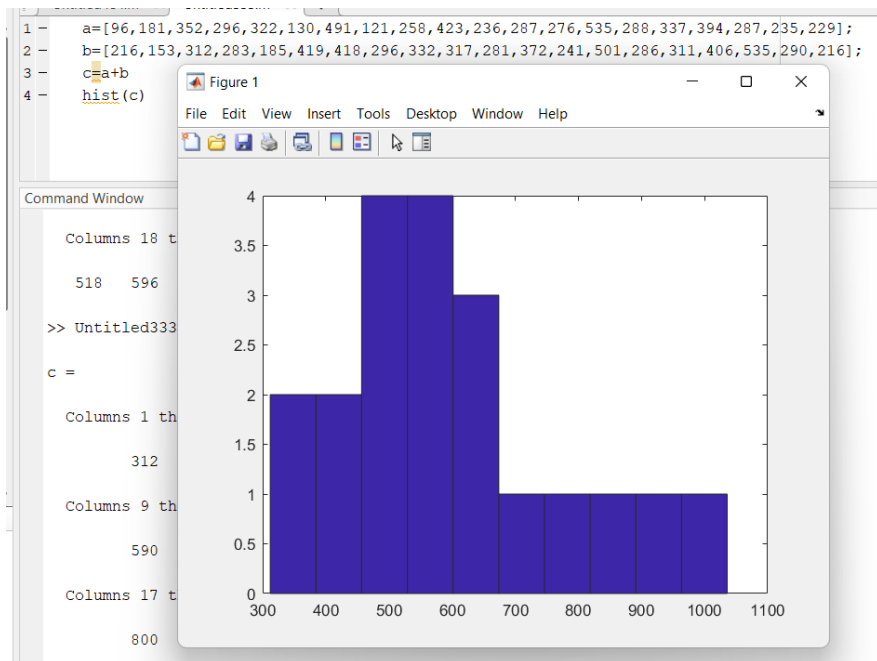 1 - a=[96,181,352,296,322,130,491,121,258,423,236,287,276,535,288,337,394,287,235,229];
2 - b=[216,153,312,283,185,419,418,296,332,317,281,372,241,501,286,311,406,535,290,216];
3 - c=a+b
4 - hist(c)
Figure 1
File Edit View Insert Tools Desktop Window Help
Command Window
Columns 18 t
518 596
>> Untitled333
c =
Columns 1 th
312
Columns 9 th
590
Columns 17 t
800
4
3.5
3
2.5
2
1.5
1
0.5
0
300 400 500 600 700 800 900 1000 1100